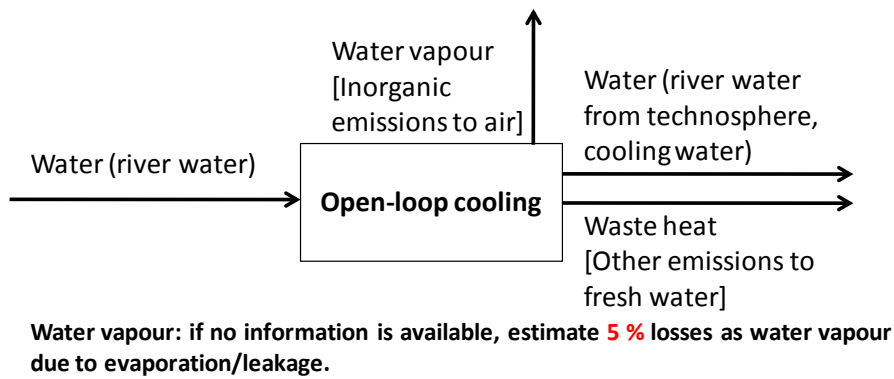 Water vapour
[Inorganic
emissions to air]
Water (river water
from technosphere,
cooling water)
Water (river water)
Open-loop cooling
Waste heat
[Other emissions to
fresh water]
Water vapour: if no information is available, estimate 5 % losses as water vapour
due to evaporation/leakage.